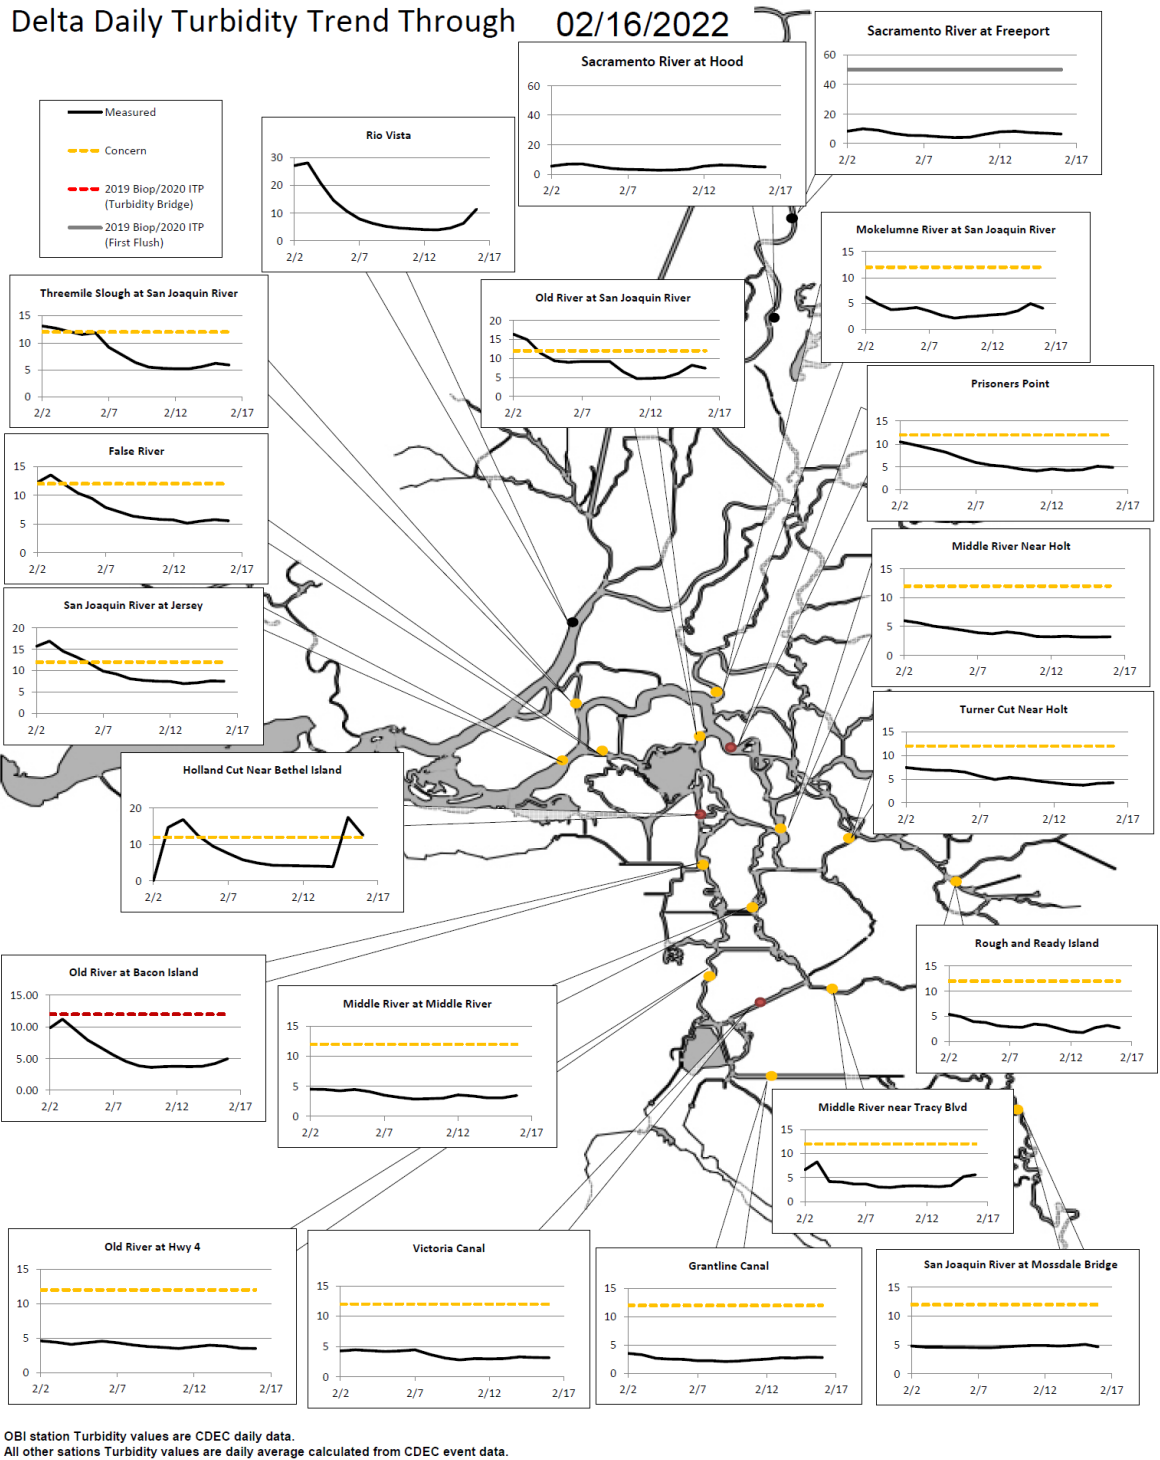 Delta Daily Turbidity Trend Through 02/16/2022
Measured
Concern
2019 Biop/2020 ITP
(Turbidity Bridge)
2019 Biop/2020 ITP
(First Flush)
Sacramento River at Hood
60
40
20
0
2/2 2/7 2/12 2/17
Sacramento River at Freeport
60
40
20
0
2/2 2/7 2/12 2/17
Rio Vista
30
20
10
0
2/2 2/7 2/12 2/17
Mokelumne River at San Joaquin River
15
10
5
0
2/2 2/7 2/12 2/17
Threemile Slough at San Joaquin River
15
10
5
0
2/2 2/7 2/12 2/17
Old River at San Joaquin River
20
15
10
5
0
2/2 2/7 2/12 2/17
Prisoners Point
15
10
5
0
2/2 2/7 2/12 2/17
False River
15
10
5
0
2/2 2/7 2/12 2/17
Middle River Near Holt
15
10
5
0
2/2 2/7 2/12 2/17
San Joaquin River at Jersey
20
15
10
5
0
2/2 2/7 2/12 2/17
Turner Cut Near Holt
15
10
5
0
2/2 2/7 2/12 2/17
Holland Cut Near Bethel Island
20
10
0
2/2 2/7 2/12 2/17
Rough and Ready Island
15
10
5
0
2/2 2/7 2/12 2/17
Old River at Bacon Island
15.00
10.00
5.00
0.00
2/2 2/7 2/12 2/17
Middle River at Middle River
15
10
5
0
2/2 2/7 2/12 2/17
Middle River near Tracy Blvd
15
10
5
0
2/2 2/7 2/12 2/17
Old River at Hwy 4
15
10
5
0
2/2 2/7 2/12 2/17
Victoria Canal
15
10
5
0
2/2 2/7 2/12 2/17
Grantline Canal
15
10
5
0
2/2 2/7 2/12 2/17
San Joaquin River at Mossdale Bridge
15
10
5
0
2/2 2/7 2/12 2/17
OBI station Turbidity values are CDEC daily data.
All other sations Turbidity values are daily average calculated from CDEC event data.